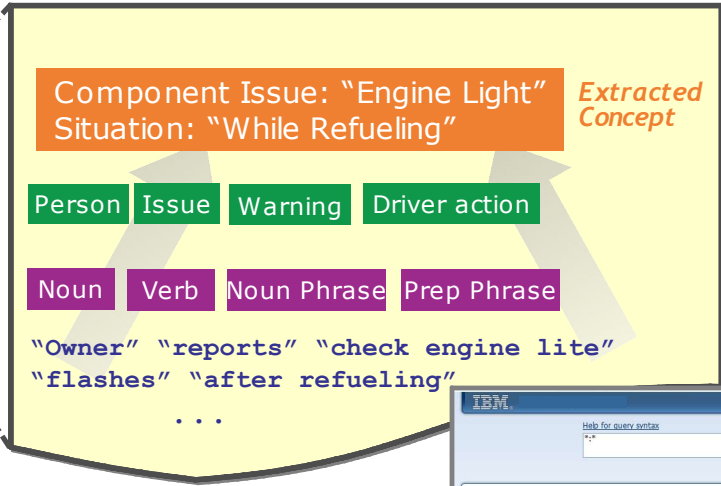 Component Issue: “Engine Light”
Situation: “While Refueling”
Extracted
Concept
Person
Issue
Warning
Driver action
Noun
Verb
Noun Phrase
Prep Phrase
“Owner” “reports” “check engine lite”
“flashes” “after refueling”
...
IBM.
Help for query syntax
*:*